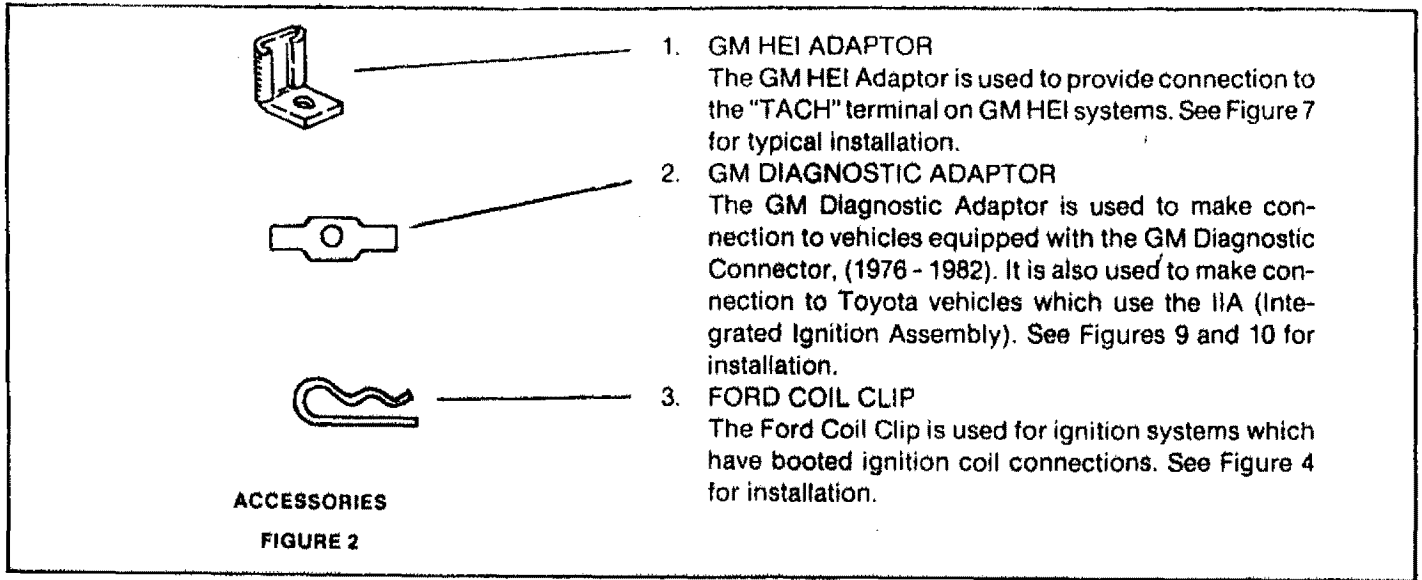 1. GM HEI ADAPTOR
The GM HEI Adaptor is used to provide connection to
the "TACH" terminal on GM HEI systems. See Figure 7
for typical installation.
2. GM DIAGNOSTIC ADAPTOR
The GM Diagnostic Adaptor is used to make con-
nection to vehicles equipped with the GM Diagnostic
Connector, (1976 - 1982). It is also used to make con-
nection to Toyota vehicles which use the IIA (Inte-
grated Ignition Assembly). See Figures 9 and 10 for
installation.
3. FORD COIL CLIP
The Ford Coil Clip is used for ignition systems which
have booted ignition coil connections. See Figure 4
for installation.
ACCESSORIES
FIGURE 2